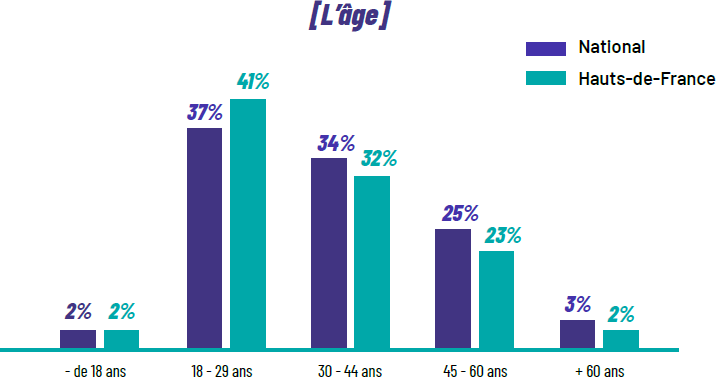 [L'âge]
National
Hauts-de-France
41%
37%
34%
32%
25%
23%
2%
2%
3%
2%
- de 18 ans
18 - 29 ans
30 - 44 ans
45 - 60 ans
+ 60 ans